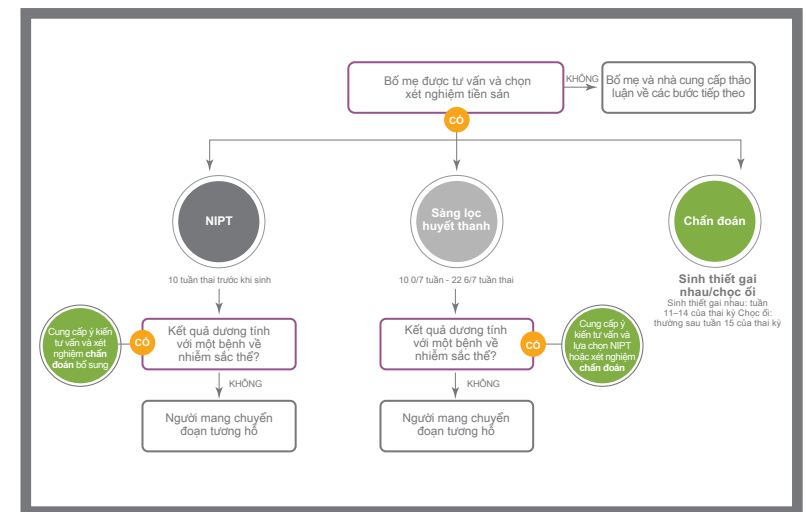 Bố mẹ được tư vấn và chọn
xét nghiệm tiền sản
KHÔNG
Bố mẹ và nhà cung cấp thảo
luận về các bước tiếp theo
CÓ
NIPT
Sàng lọc
huyết thanh
Chẩn đoán
10 tuần thai trước khi sinh
10 0/7 tuần - 22 6/7 tuần thai
Sinh thiết gai
nhau/chọc ối
Sinh thiết gai nhau: tuần
11–14 của thai kỳ Chọc ối:
thường sau tuần 15 của thai kỳ
Cung cấp ý kiến
tư vấn và xét
nghiệm chẩn
đoán bổ sung
CÓ
Kết quả dương tính
với một bệnh về
nhiễm sắc thể?
Kết quả dương tính
với một bệnh về
nhiễm sắc thể?
CÓ
Cung cấp ý
kiến tư vấn và
lựa chọn NIPT
hoặc xét nghiệm
chẩn đoán
KHÔNG
KHÔNG
Người mang chuyển
đoạn tương hỗ
Người mang chuyển
đoạn tương hỗ